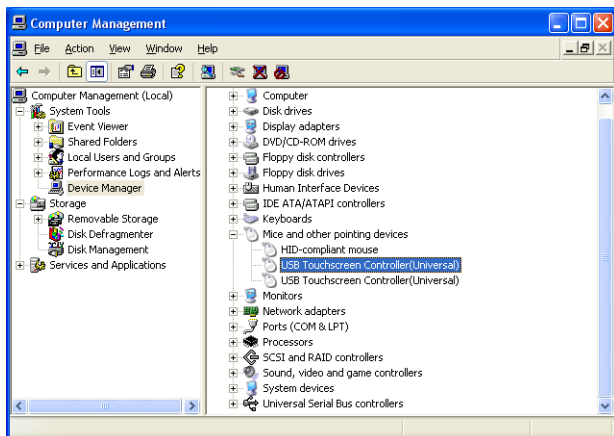 Computer Management
File Action View Window Help
Computer Management (Local)
System Tools
Event Viewer
Shared Folders
Local Users and Groups
Performance Logs and Alerts
Device Manager
Storage
Removable Storage
Disk Defragmenter
Disk Management
Services and Applications
Computer
Disk drives
Display adapters
DVD/CD-ROM drives
Floppy disk controllers
Floppy disk drives
Human Interface Devices
IDE ATA/ATAPI controllers
Keyboards
Mice and other pointing devices
HID-compliant mouse
USB Touchscreen Controller(Universal)
USB Touchscreen Controller(Universal)
Monitors
Network adapters
Ports (COM & LPT)
Processors
SCSI and RAID controllers
Sound, video and game controllers
System devices
Universal Serial Bus controllers